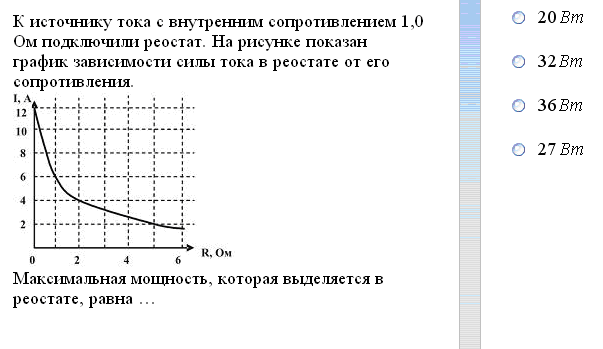 К источнику тока с внутренним сопротивлением 1,0
Ом подключили реостат. На рисунке показан
график зависимости силы тока в реостате от его
сопротивления.
I, А
12
10
8
6
4
2
0 2 4 6
R, Ом
Максимальная мощность, которая выделяется в
реостате, равна …
20 Вт
32 Вт
36 Вт
27 Вт